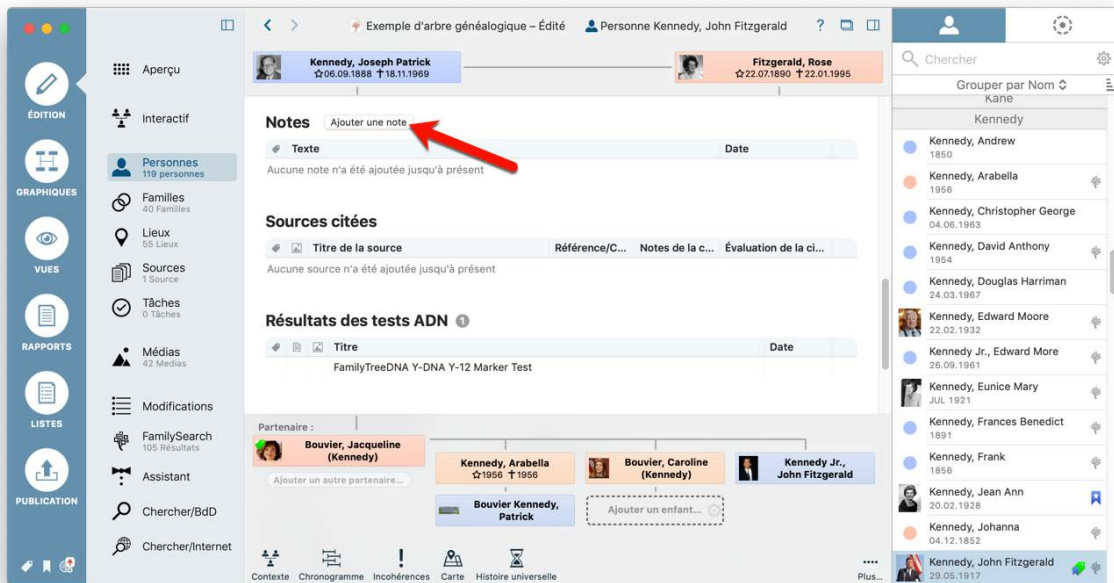 Exemple d'arbre généalogique – Édité
Personne Kennedy, John Fitzgerald
?
ÉDITION
GRAPHIQUES
VUES
RAPPORTS
LISTES
PUBLICATION
Aperçu
Interactif
Personnes
119 personnes
Familles
40 Familles
Lieux
55 Lieux
Sources
1 Source
Tâches
0 Tâches
Médias
42 Medias
Modifications
FamilySearch
105 Résultats
Assistant
Chercher/BdD
Chercher/Internet
Kennedy, Joseph Patrick
☆06.09.1888 ✝18.11.1969
Fitzgerald, Rose
☆22.07.1890 ✝22.01.1995
Notes Ajouter une note
Texte Date
Aucune note n'a été ajoutée jusqu'à présent
Sources citées
Titre de la source Référence/C... Notes de la c... Évaluation de la ci...
Aucune source n'a été ajoutée jusqu'à présent
Résultats des tests ADN 1
Titre Date
FamilyTreeDNA Y-DNA Y-12 Marker Test
Partenaire :
Bouvier, Jacqueline
(Kennedy)
Ajouter un autre partenaire...
Kennedy, Arabella
☆1956 ✝1956
Bouvier, Caroline
(Kennedy)
Kennedy Jr.,
John Fitzgerald
Bouvier Kennedy,
Patrick
Ajouter un enfant...
Contexte Chronogramme Incohérences Carte Histoire universelle Plus...
Chercher
Grouper par Nom
Kane
Kennedy
Kennedy, Andrew
1850
Kennedy, Arabella
1956
Kennedy, Christopher George
04.06.1963
Kennedy, David Anthony
1954
Kennedy, Douglas Harriman
24.03.1967
Kennedy, Edward Moore
22.02.1932
Kennedy Jr., Edward More
26.09.1961
Kennedy, Eunice Mary
JUL 1921
Kennedy, Frances Benedict
1891
Kennedy, Frank
1856
Kennedy, Jean Ann
20.02.1928
Kennedy, Johanna
04.12.1852
Kennedy, John Fitzgerald
29.05.1917